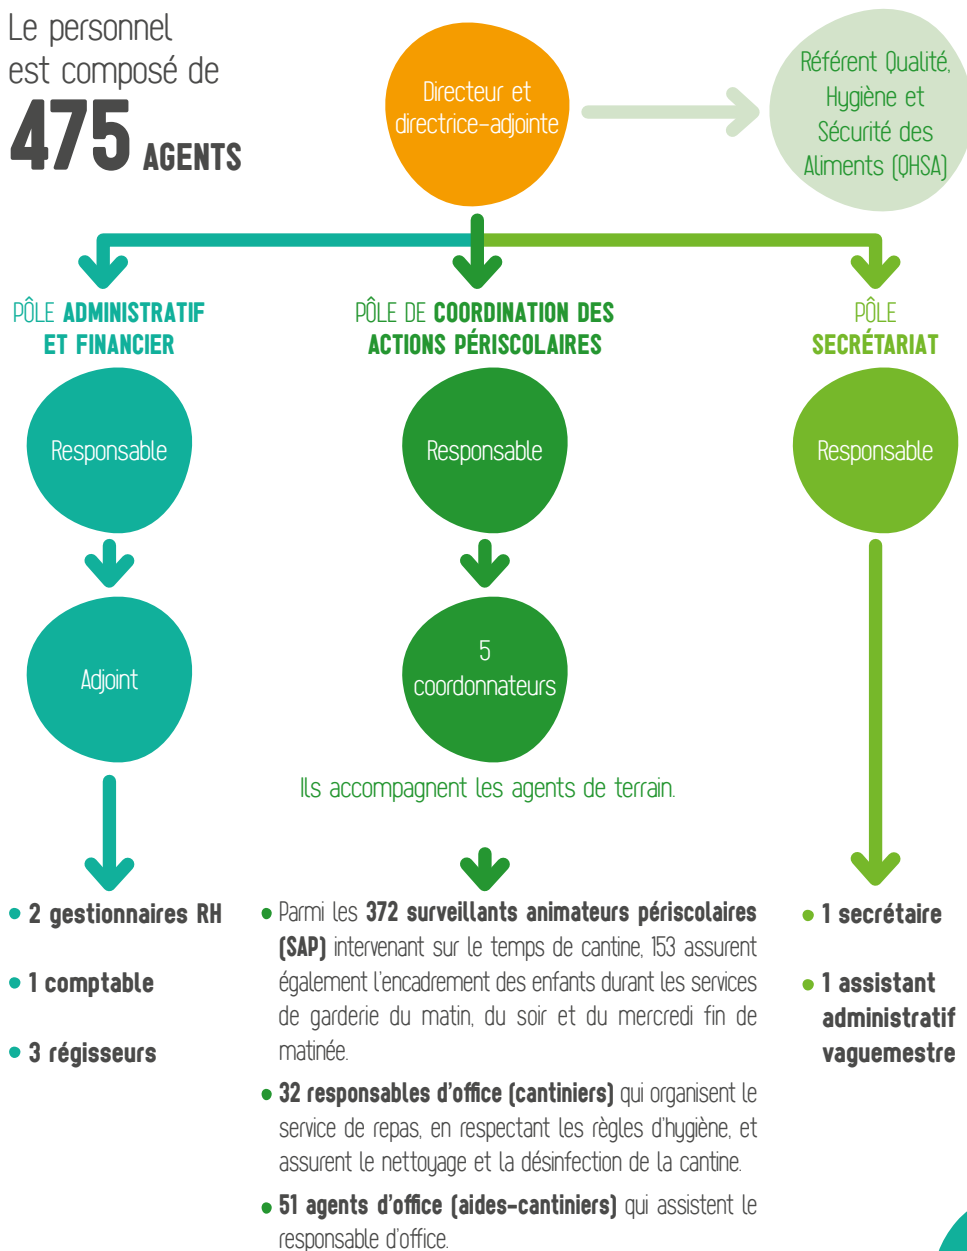 Le personnel
est composé de
475 AGENTS
Directeur et
directrice-adjointe
Référent Qualité,
Hygiène et
Sécurité des
Aliments (QHSA)
PÔLE ADMINISTRATIF
ET FINANCIER
Responsable
Adjoint
• 2 gestionnaires RH
• 1 comptable
• 3 régisseurs
PÔLE DE COORDINATION DES
ACTIONS PÉRISCOLAIRES
Responsable
5
coordonnateurs
Ils accompagnent les agents de terrain.
• Parmi les 372 surveillants animateurs périscolaires
(SAP) intervenant sur le temps de cantine, 153 assurent
également l'encadrement des enfants durant les services
de garderie du matin, du soir et du mercredi fin de
matinée.
• 32 responsables d'office (cantiniers) qui organisent le
service de repas, en respectant les règles d'hygiène, et
assurent le nettoyage et la désinfection de la cantine.
• 51 agents d'office (aides-cantiniers) qui assistent le
responsable d'office.
PÔLE
SECRÉTARIAT
Responsable
• 1 secrétaire
• 1 assistant
administratif
vaguemestre